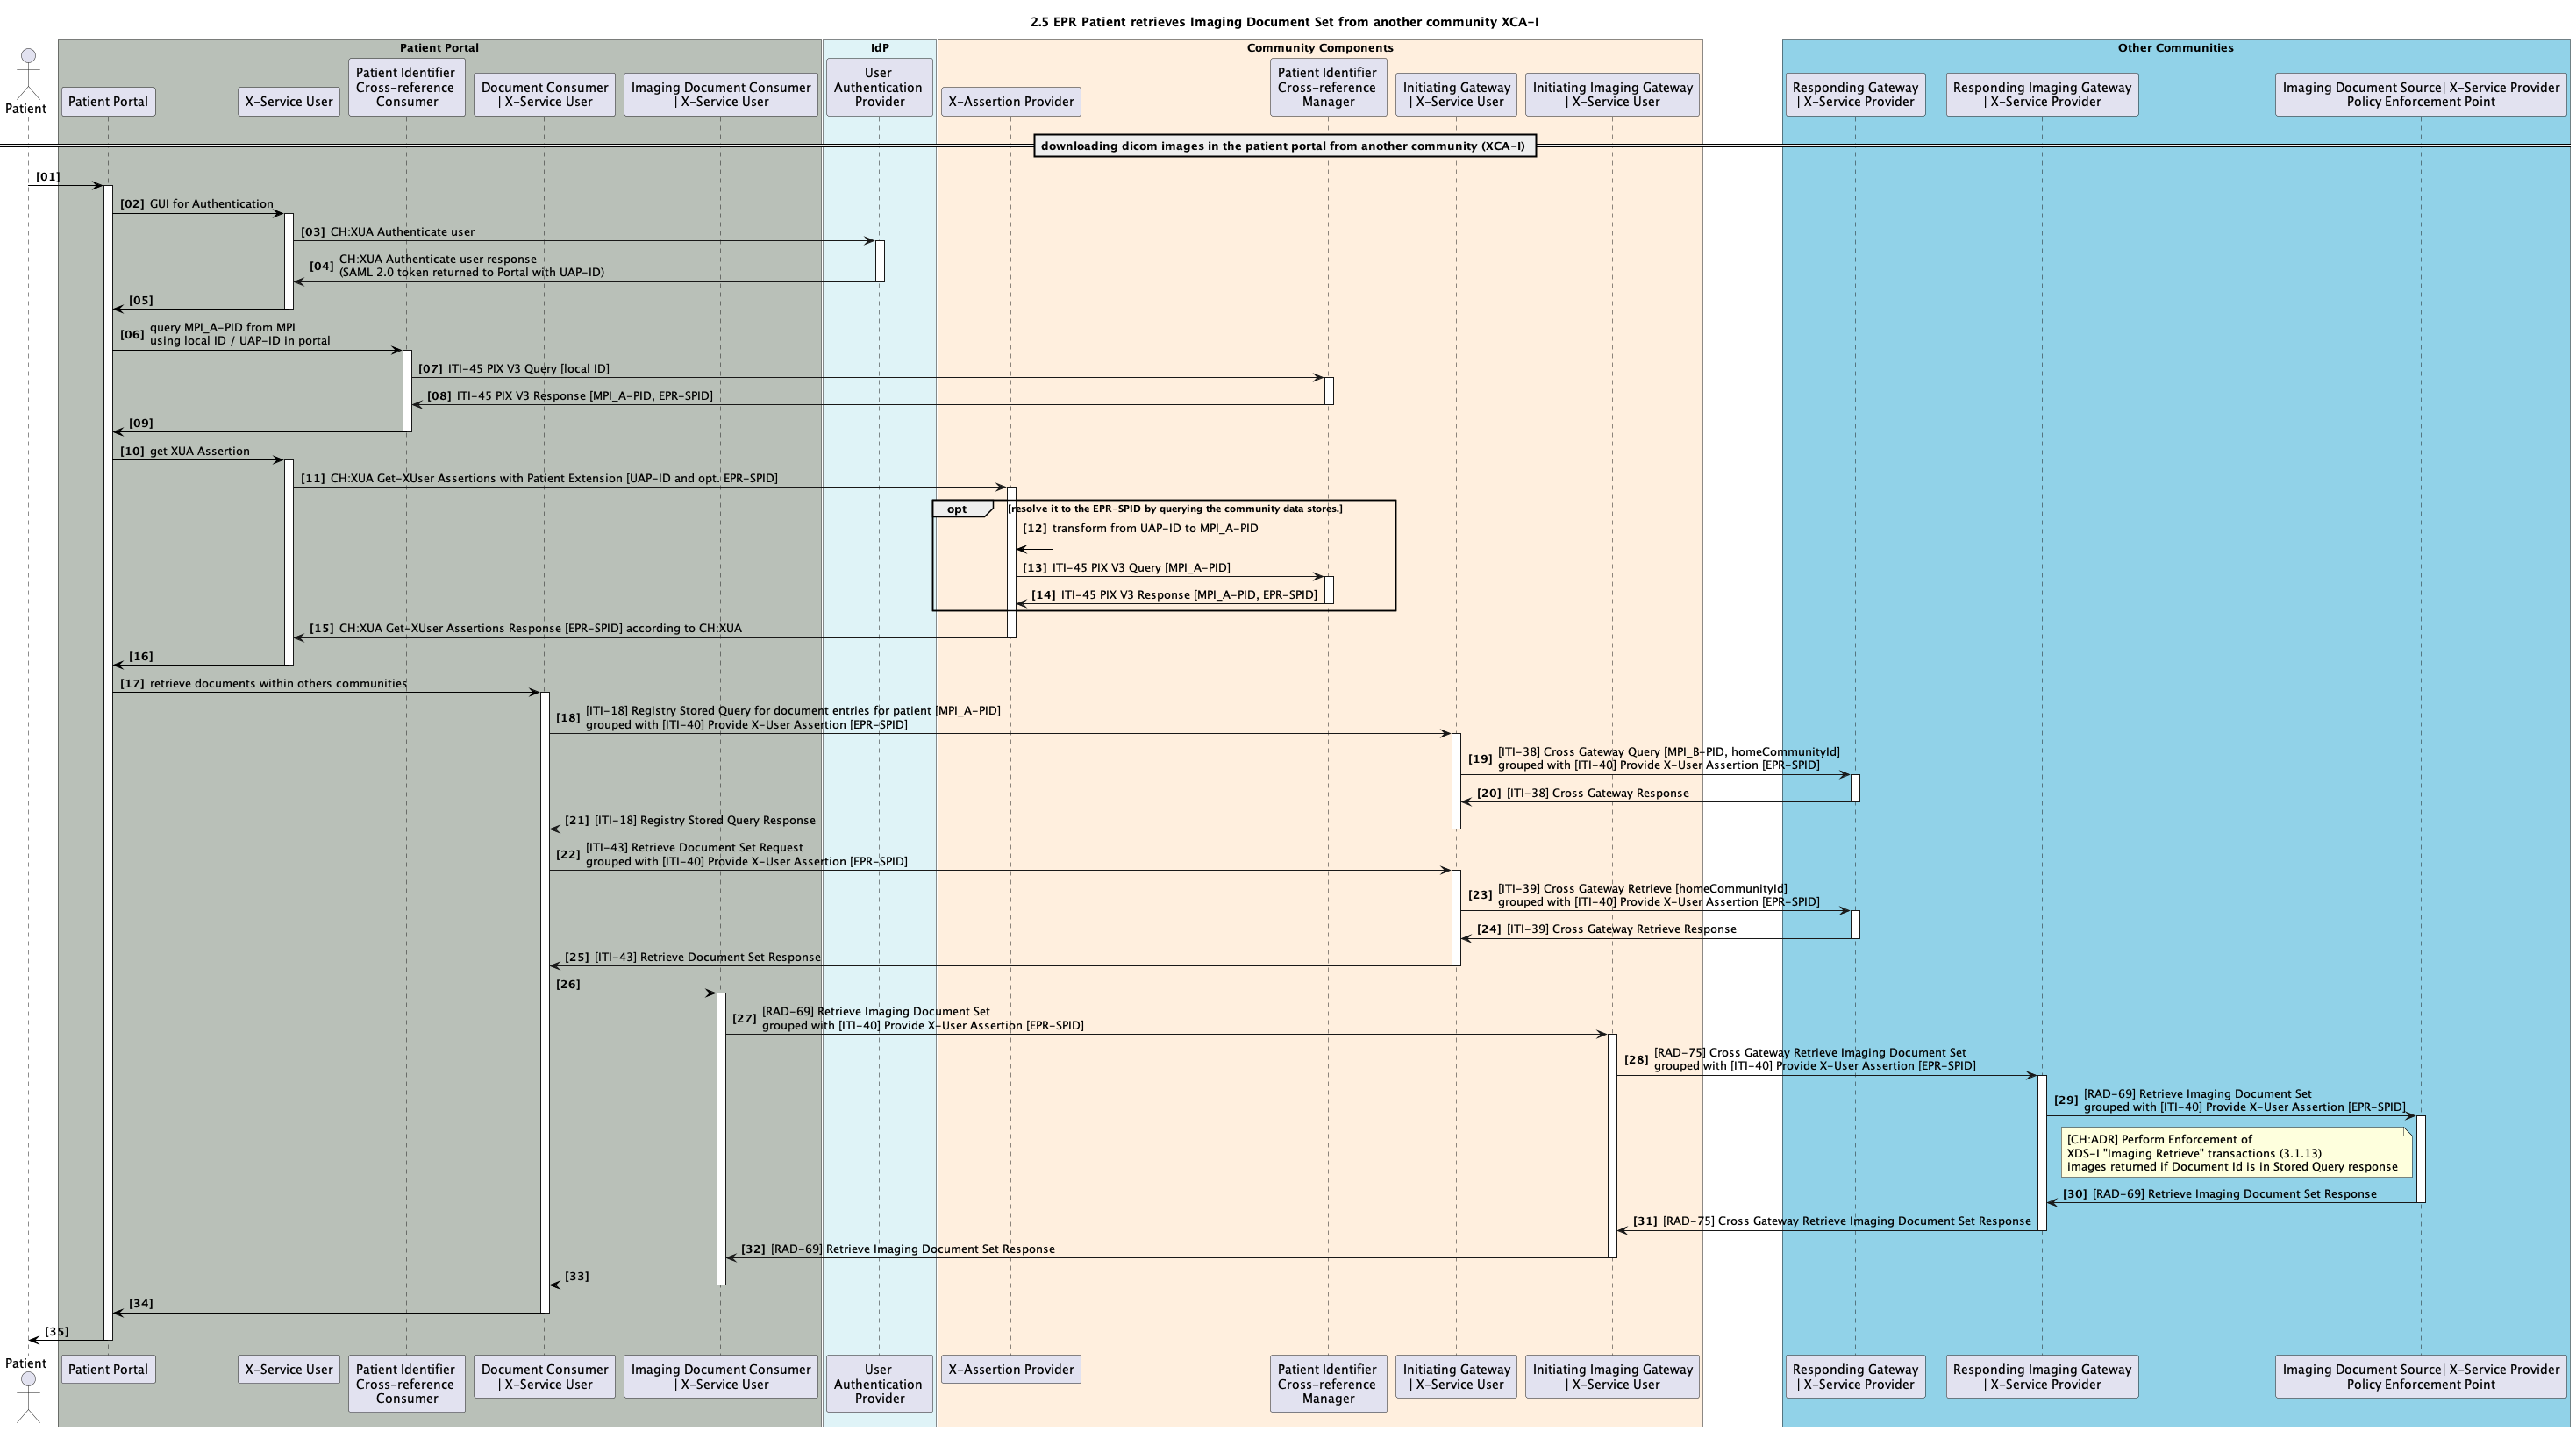 2.5 EPR Patient retrieves Imaging Document Set from another community XCA-I
Patient Portal
IdP
Community Components
Other Communities
Patient
Patient Portal
X-Service User
Patient Identifier
Cross-reference
Consumer
Document Consumer
| X-Service User
Imaging Document Consumer
| X-Service User
User
Authentication
Provider
X-Assertion Provider
Patient Identifier
Cross-reference
Manager
Initiating Gateway
| X-Service User
Initiating Imaging Gateway
| X-Service User
Responding Gateway
| X-Service Provider
Responding Imaging Gateway
| X-Service Provider
Imaging Document Source| X-Service Provider
Policy Enforcement Point
downloading dicom images in the patient portal from another community (XCA-I)
[01]
[02] GUI for Authentication
[03] CH:XUA Authenticate user
[04] CH:XUA Authenticate user response
(SAML 2.0 token returned to Portal with UAP-ID)
[05]
[06] query MPI_A-PID from MPI
using local ID / UAP-ID in portal
[07] ITI-45 PIX V3 Query [local ID]
[08] ITI-45 PIX V3 Response [MPI_A-PID, EPR-SPID]
[09]
[10] get XUA Assertion
[11] CH:XUA Get-XUser Assertions with Patient Extension [UAP-ID and opt. EPR-SPID]
opt [resolve it to the EPR-SPID by querying the community data stores.]
[12] transform from UAP-ID to MPI_A-PID
[13] ITI-45 PIX V3 Query [MPI_A-PID]
[14] ITI-45 PIX V3 Response [MPI_A-PID, EPR-SPID]
[15] CH:XUA Get-XUser Assertions Response [EPR-SPID] according to CH:XUA
[16]
[17] retrieve documents within others communities
[18] [ITI-18] Registry Stored Query for document entries for patient [MPI_A-PID]
grouped with [ITI-40] Provide X-User Assertion [EPR-SPID]
[19] [ITI-38] Cross Gateway Query [MPI_B-PID, homeCommunityId]
grouped with [ITI-40] Provide X-User Assertion [EPR-SPID]
[20] [ITI-38] Cross Gateway Response
[21] [ITI-18] Registry Stored Query Response
[22] [ITI-43] Retrieve Document Set Request
grouped with [ITI-40] Provide X-User Assertion [EPR-SPID]
[23] [ITI-39] Cross Gateway Retrieve [homeCommunityId]
grouped with [ITI-40] Provide X-User Assertion [EPR-SPID]
[24] [ITI-39] Cross Gateway Retrieve Response
[25] [ITI-43] Retrieve Document Set Response
[26]
[27] [RAD-69] Retrieve Imaging Document Set
grouped with [ITI-40] Provide X-User Assertion [EPR-SPID]
[28] [RAD-75] Cross Gateway Retrieve Imaging Document Set
grouped with [ITI-40] Provide X-User Assertion [EPR-SPID]
[29] [RAD-69] Retrieve Imaging Document Set
grouped with [ITI-40] Provide X-User Assertion [EPR-SPID]
[CH:ADR] Perform Enforcement of
XDS-I "Imaging Retrieve" transactions (3.1.13)
images returned if Document Id is in Stored Query response
[30] [RAD-69] Retrieve Imaging Document Set Response
[31] [RAD-75] Cross Gateway Retrieve Imaging Document Set Response
[32] [RAD-69] Retrieve Imaging Document Set Response
[33]
[34]
[35]
Patient
Patient Portal
X-Service User
Patient Identifier
Cross-reference
Consumer
Document Consumer
| X-Service User
Imaging Document Consumer
| X-Service User
User
Authentication
Provider
X-Assertion Provider
Patient Identifier
Cross-reference
Manager
Initiating Gateway
| X-Service User
Initiating Imaging Gateway
| X-Service User
Responding Gateway
| X-Service Provider
Responding Imaging Gateway
| X-Service Provider
Imaging Document Source| X-Service Provider
Policy Enforcement Point